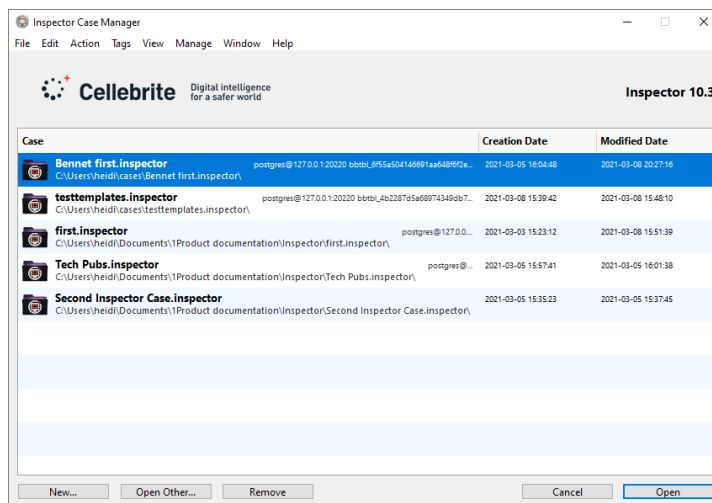 Inspector Case Manager
File Edit Action Tags View Manage Window Help
Cellebrite Digital intelligence
for a safer world
Inspector 10.3
Case Creation Date Modified Date
Bennet first.inspector postgres@127.0.0.1:20220 bbtbl_6f55a504146691aa648f6f2e... 2021-03-05 16:04:48 2021-03-08 20:27:16
C:\Users\heidi\cases\Bennet first.inspector\
testtemplates.inspector postgres@127.0.0.1:20220 bbtbl_4b2287d5a68974349db7... 2021-03-08 15:39:42 2021-03-08 15:48:10
C:\Users\heidi\cases\testtemplates.inspector\
first.inspector postgres@127.0.0... 2021-03-03 15:23:12 2021-03-08 15:51:39
C:\Users\heidi\Documents\1Product documentation\Inspector\first.inspector\
Tech Pubs.inspector postgres@... 2021-03-05 15:57:41 2021-03-05 16:01:38
C:\Users\heidi\Documents\1Product documentation\Inspector\Tech Pubs.inspector\
Second Inspector Case.inspector 2021-03-05 15:35:23 2021-03-05 15:37:45
C:\Users\heidi\Documents\1Product documentation\Inspector\Second Inspector Case.inspector\
New... Open Other... Remove Cancel Open